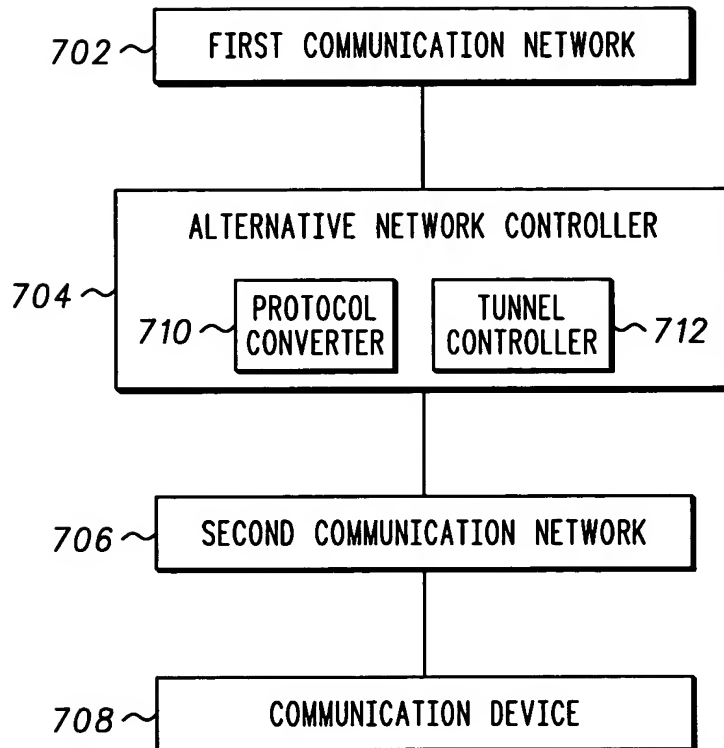 702
FIRST COMMUNICATION NETWORK
ALTERNATIVE NETWORK CONTROLLER
704
710
PROTOCOL
CONVERTER
TUNNEL
CONTROLLER
712
706
SECOND COMMUNICATION NETWORK
708
COMMUNICATION DEVICE